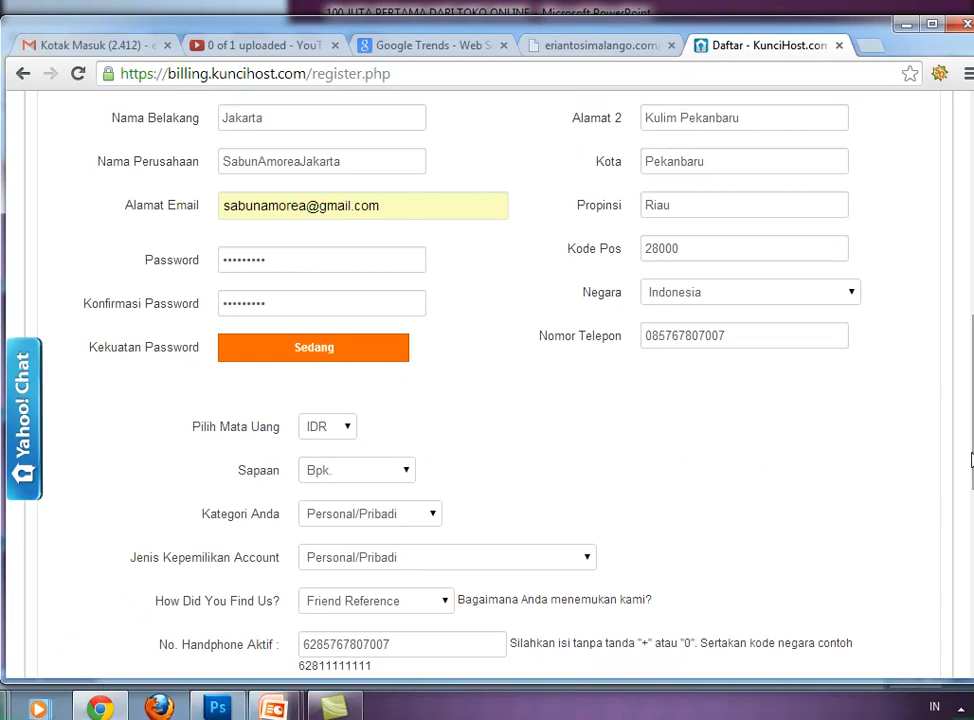 100 JUTA PERTAMA DARI TOKO ONLINE - Microsoft PowerPoint
Kotak Masuk (2.412) - e
0 of 1 uploaded - YouT
Google Trends - Web S
eriantosimalango.com/
Daftar - KunciHost.com
https://billing.kuncihost.com/register.php
Nama Belakang Jakarta
Alamat 2 Kulim Pekanbaru
Nama Perusahaan SabunAmoreaJakarta
Kota Pekanbaru
Alamat Email sabunamorea@gmail.com
Propinsi Riau
Password •••••••••
Kode Pos 28000
Konfirmasi Password •••••••••
Negara Indonesia
Kekuatan Password Sedang
Nomor Telepon 085767807007
Yahoo! Chat
Pilih Mata Uang IDR
Sapaan Bpk.
Kategori Anda Personal/Pribadi
Jenis Kepemilikan Account Personal/Pribadi
How Did You Find Us? Friend Reference Bagaimana Anda menemukan kami?
No. Handphone Aktif : 6285767807007 Silahkan isi tanpa tanda "+" atau "0". Sertakan kode negara contoh
62811111111
Ps
IN